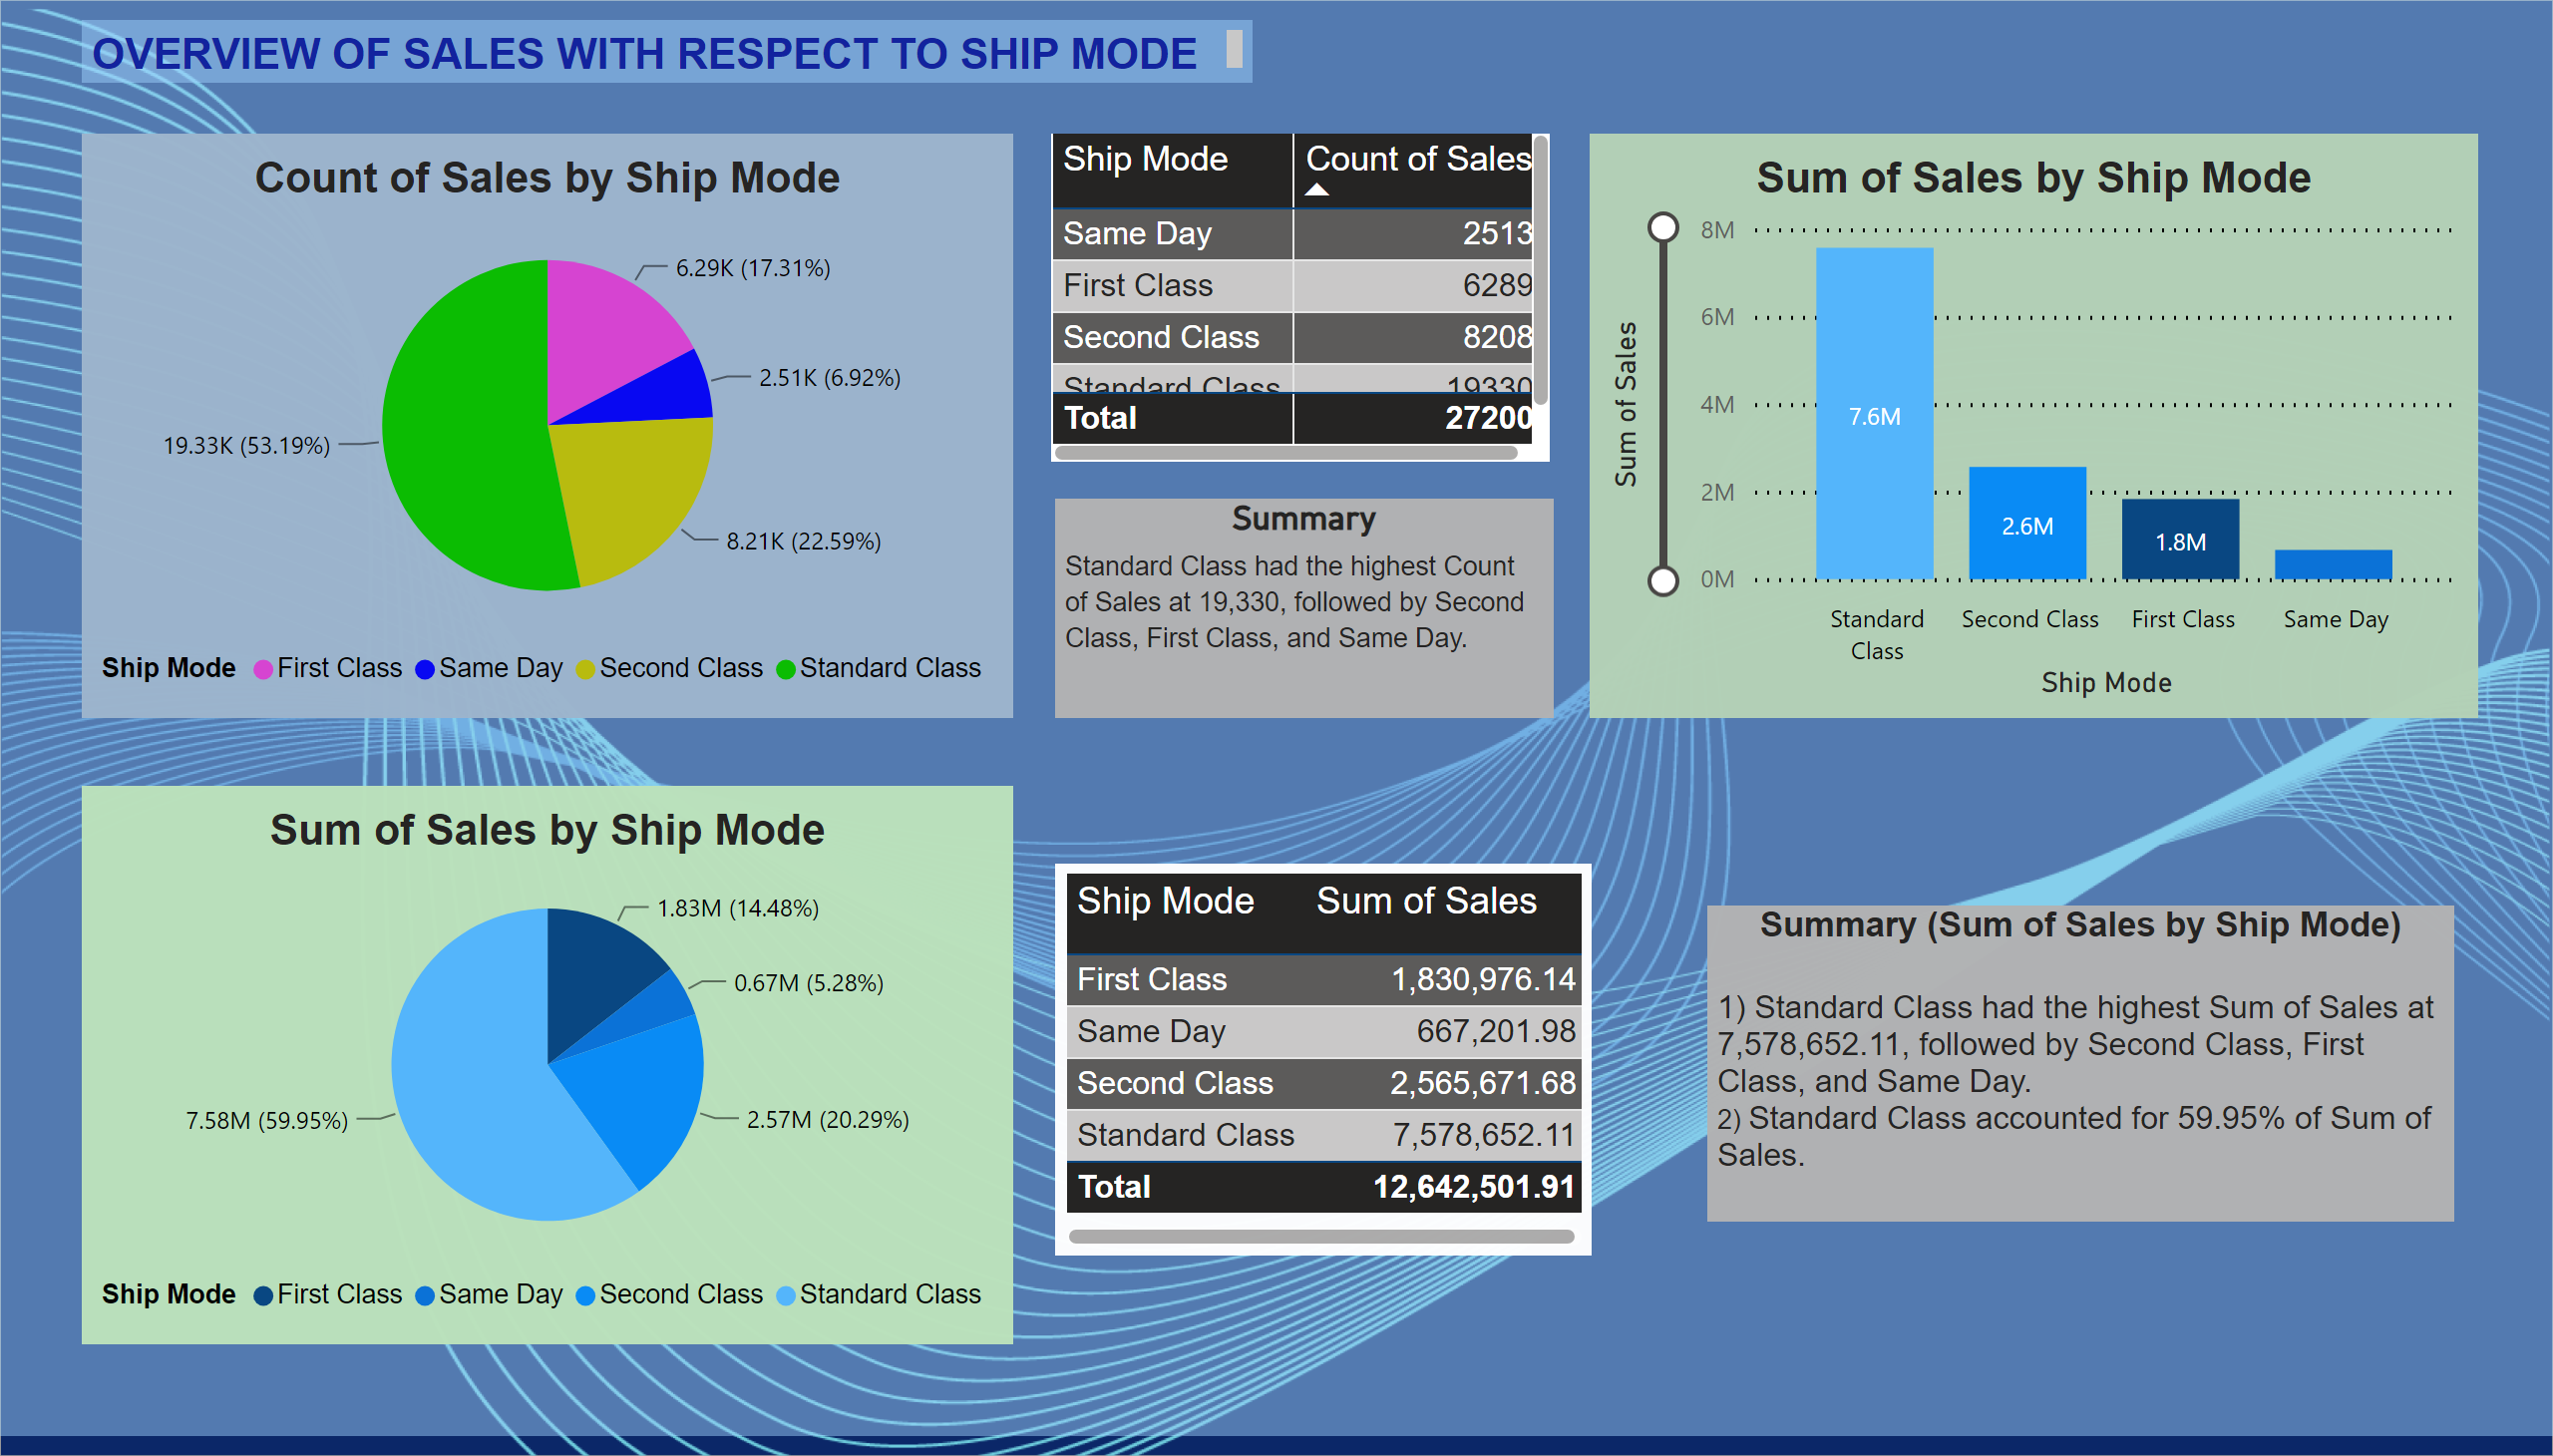 OVERVIEW OF SALES WITH RESPECT TO SHIP MODE
Count of Sales by Ship Mode
6.29K (17.31%)
2.51K (6.92%)
19.33K (53.19%)
8.21K (22.59%)
Ship Mode First Class Same Day Second Class Standard Class
Ship Mode Count of Sales
Same Day 2513
First Class 6289
Second Class 8208
Standard Class 19330
Total 27200
Summary
Standard Class had the highest Count
of Sales at 19,330, followed by Second
Class, First Class, and Same Day.
Sum of Sales by Ship Mode
Sum of Sales
8M
6M
4M
2M
0M
7.6M
2.6M
1.8M
Standard
Class
Second Class
First Class
Same Day
Ship Mode
Sum of Sales by Ship Mode
1.83M (14.48%)
0.67M (5.28%)
7.58M (59.95%)
2.57M (20.29%)
Ship Mode First Class Same Day Second Class Standard Class
Ship Mode Sum of Sales
First Class 1,830,976.14
Same Day 667,201.98
Second Class 2,565,671.68
Standard Class 7,578,652.11
Total 12,642,501.91
Summary (Sum of Sales by Ship Mode)
1) Standard Class had the highest Sum of Sales at
7,578,652.11, followed by Second Class, First
Class, and Same Day.
2) Standard Class accounted for 59.95% of Sum of
Sales.